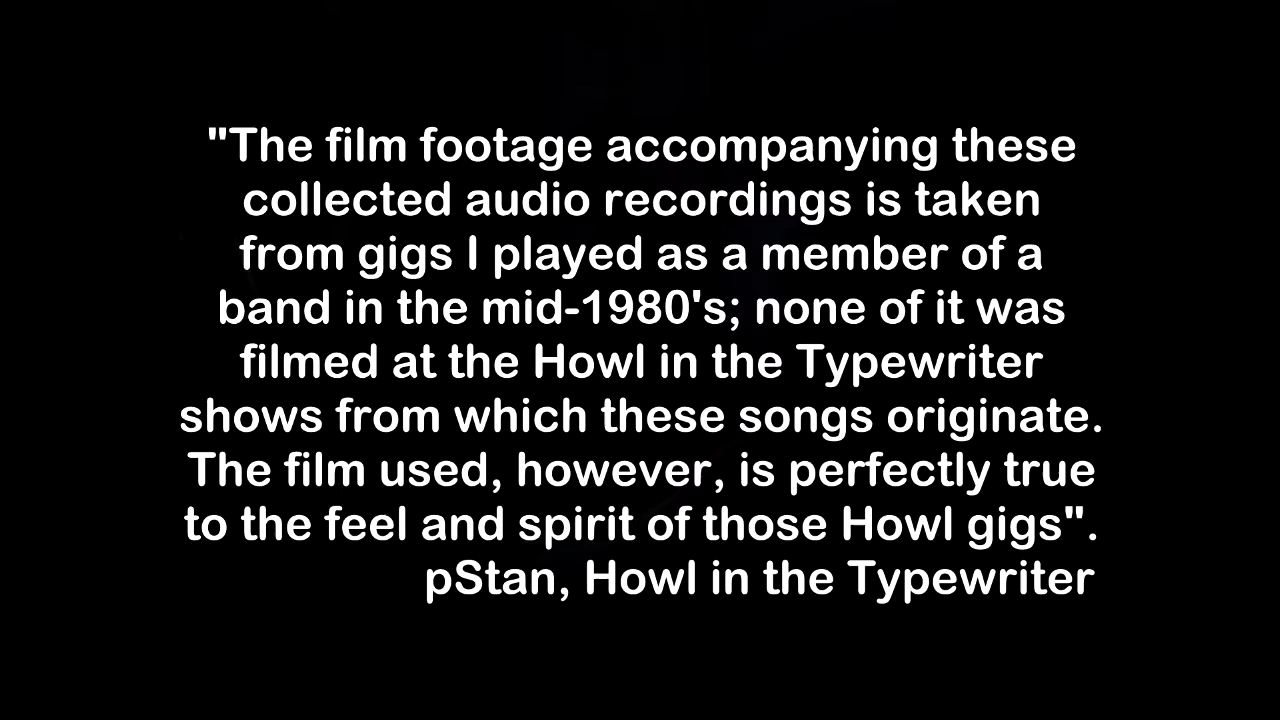 "The film footage accompanying these
collected audio recordings is taken
from gigs I played as a member of a
band in the mid-1980's; none of it was
filmed at the Howl in the Typewriter
shows from which these songs originate.
The film used, however, is perfectly true
to the feel and spirit of those Howl gigs".
pStan, Howl in the Typewriter